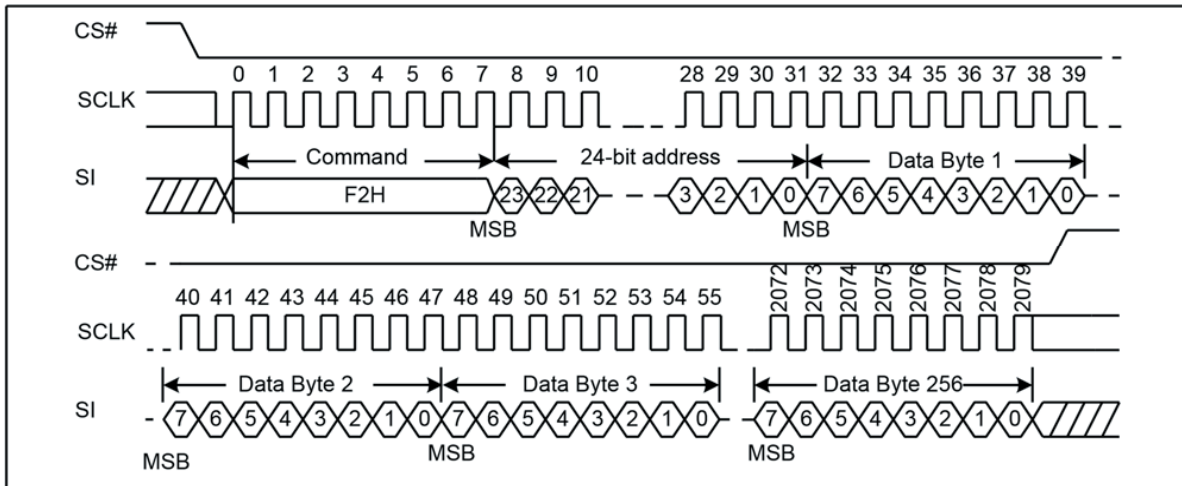 CS#
0 1 2 3 4 5 6 7 8 9 10 28 29 30 31 32 33 34 35 36 37 38 39
SCLK
Command 24-bit address Data Byte 1
SI
F2H 23 22 21 3 2 1 0 7 6 5 4 3 2 1 0
MSB MSB
CS#
40 41 42 43 44 45 46 47 48 49 50 51 52 53 54 55 2072 2073 2074 2075 2076 2077 2078 2079
SCLK
Data Byte 2 Data Byte 3 Data Byte 256
SI 7 6 5 4 3 2 1 0 7 6 5 4 3 2 1 0 7 6 5 4 3 2 1 0
MSB MSB MSB